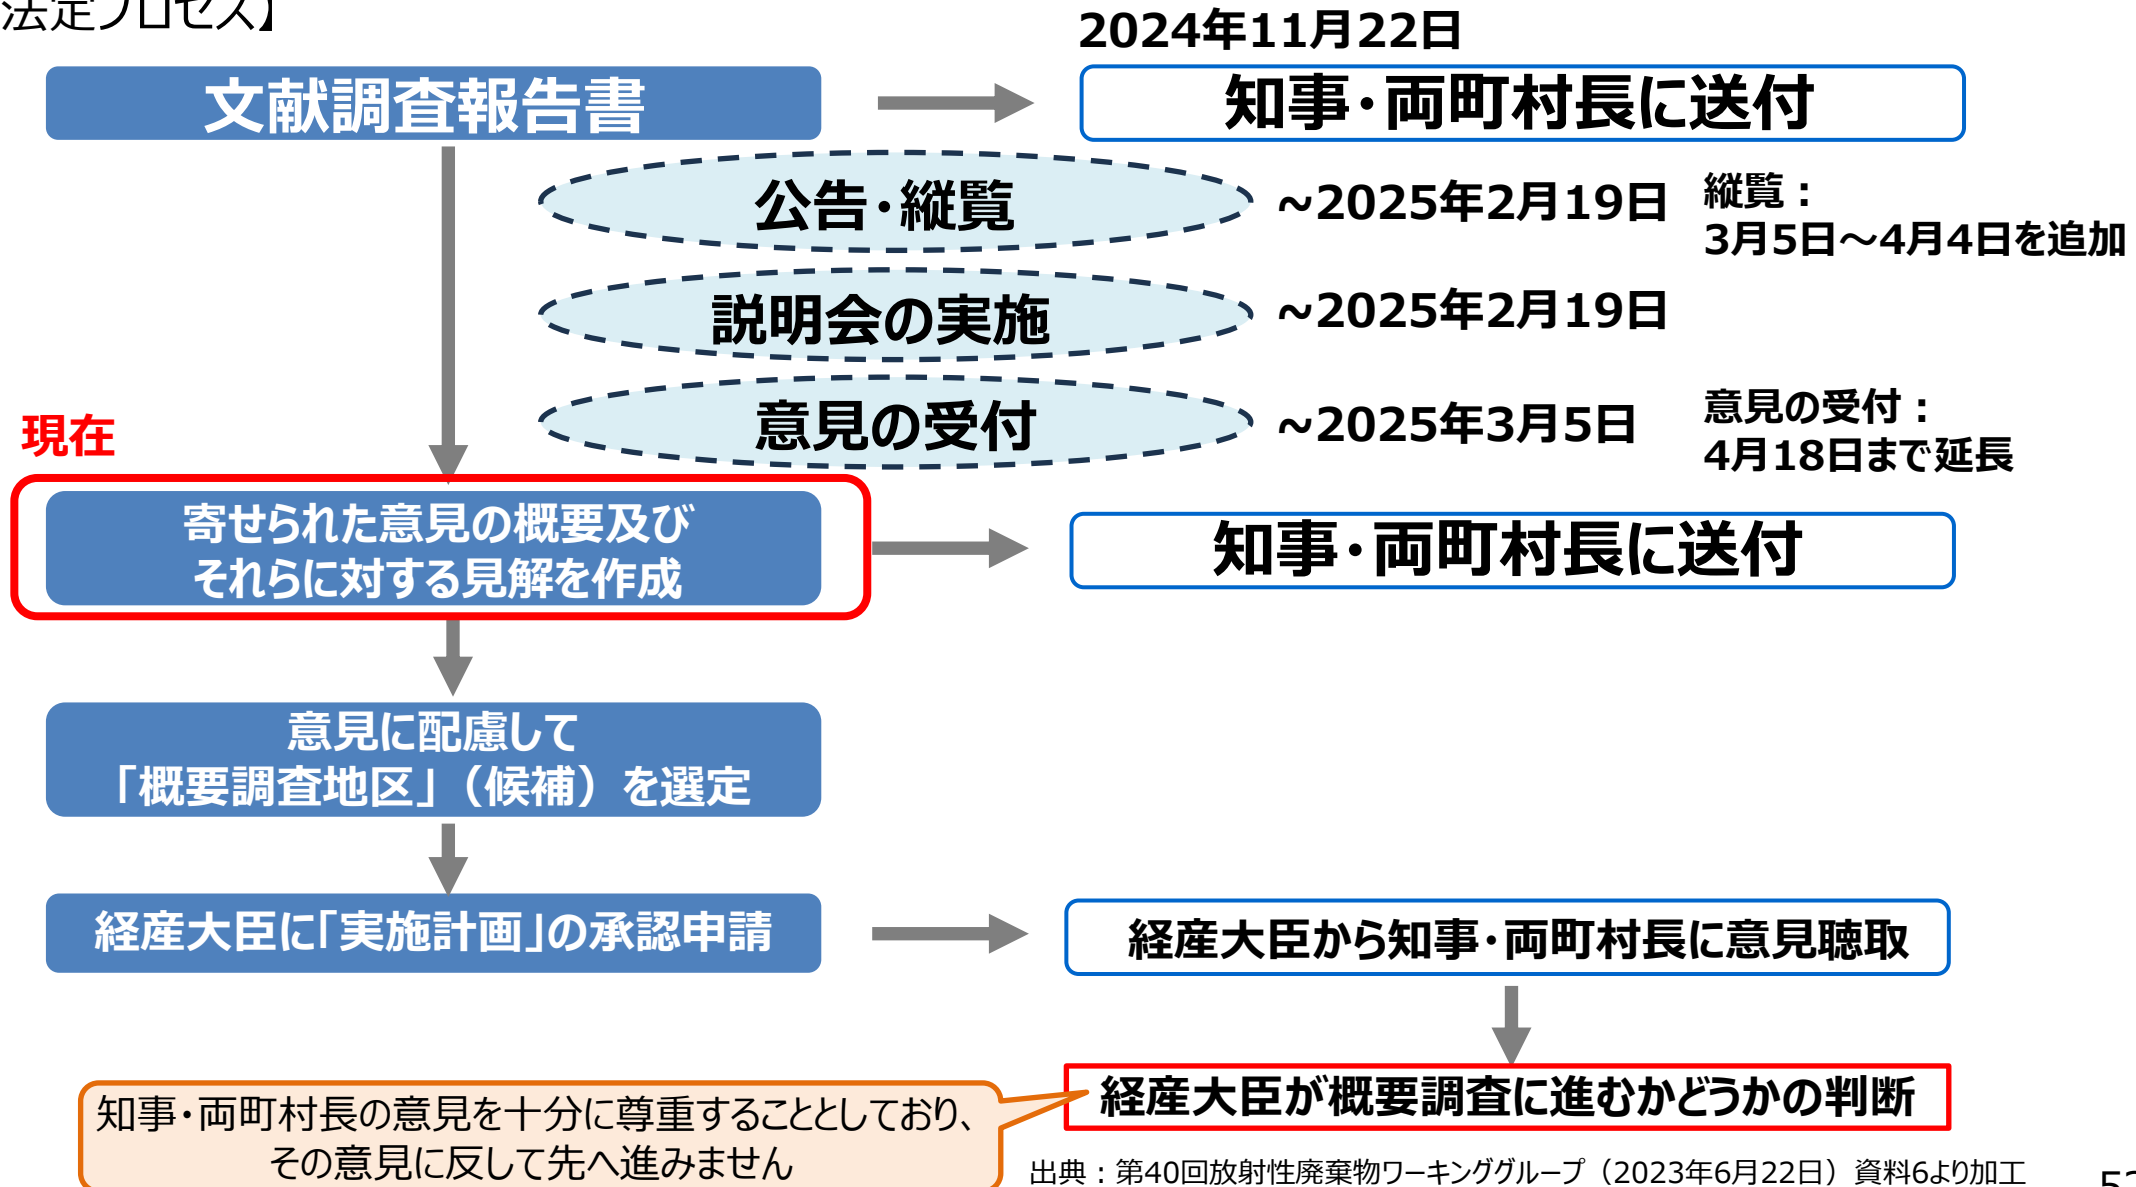 法定プロセス】
2024年11月22日
文献調査報告書
知事・両町村長に送付
公告・縦覧
~2025年2月19日
縦覧：
3月5日～4月4日を追加
説明会の実施
~2025年2月19日
意見の受付
~2025年3月5日
意見の受付：
4月18日まで延長
現在
寄せられた意見の概要及び
それらに対する見解を作成
知事・両町村長に送付
意見に配慮して
「概要調査地区」（候補）を選定
経産大臣に「実施計画」の承認申請
経産大臣から知事・両町村長に意見聴取
経産大臣が概要調査に進むかどうかの判断
知事・両町村長の意見を十分に尊重することとしており、
その意見に反して先へ進みません
出典：第40回放射性廃棄物ワーキンググループ（2023年6月22日）資料6より加工